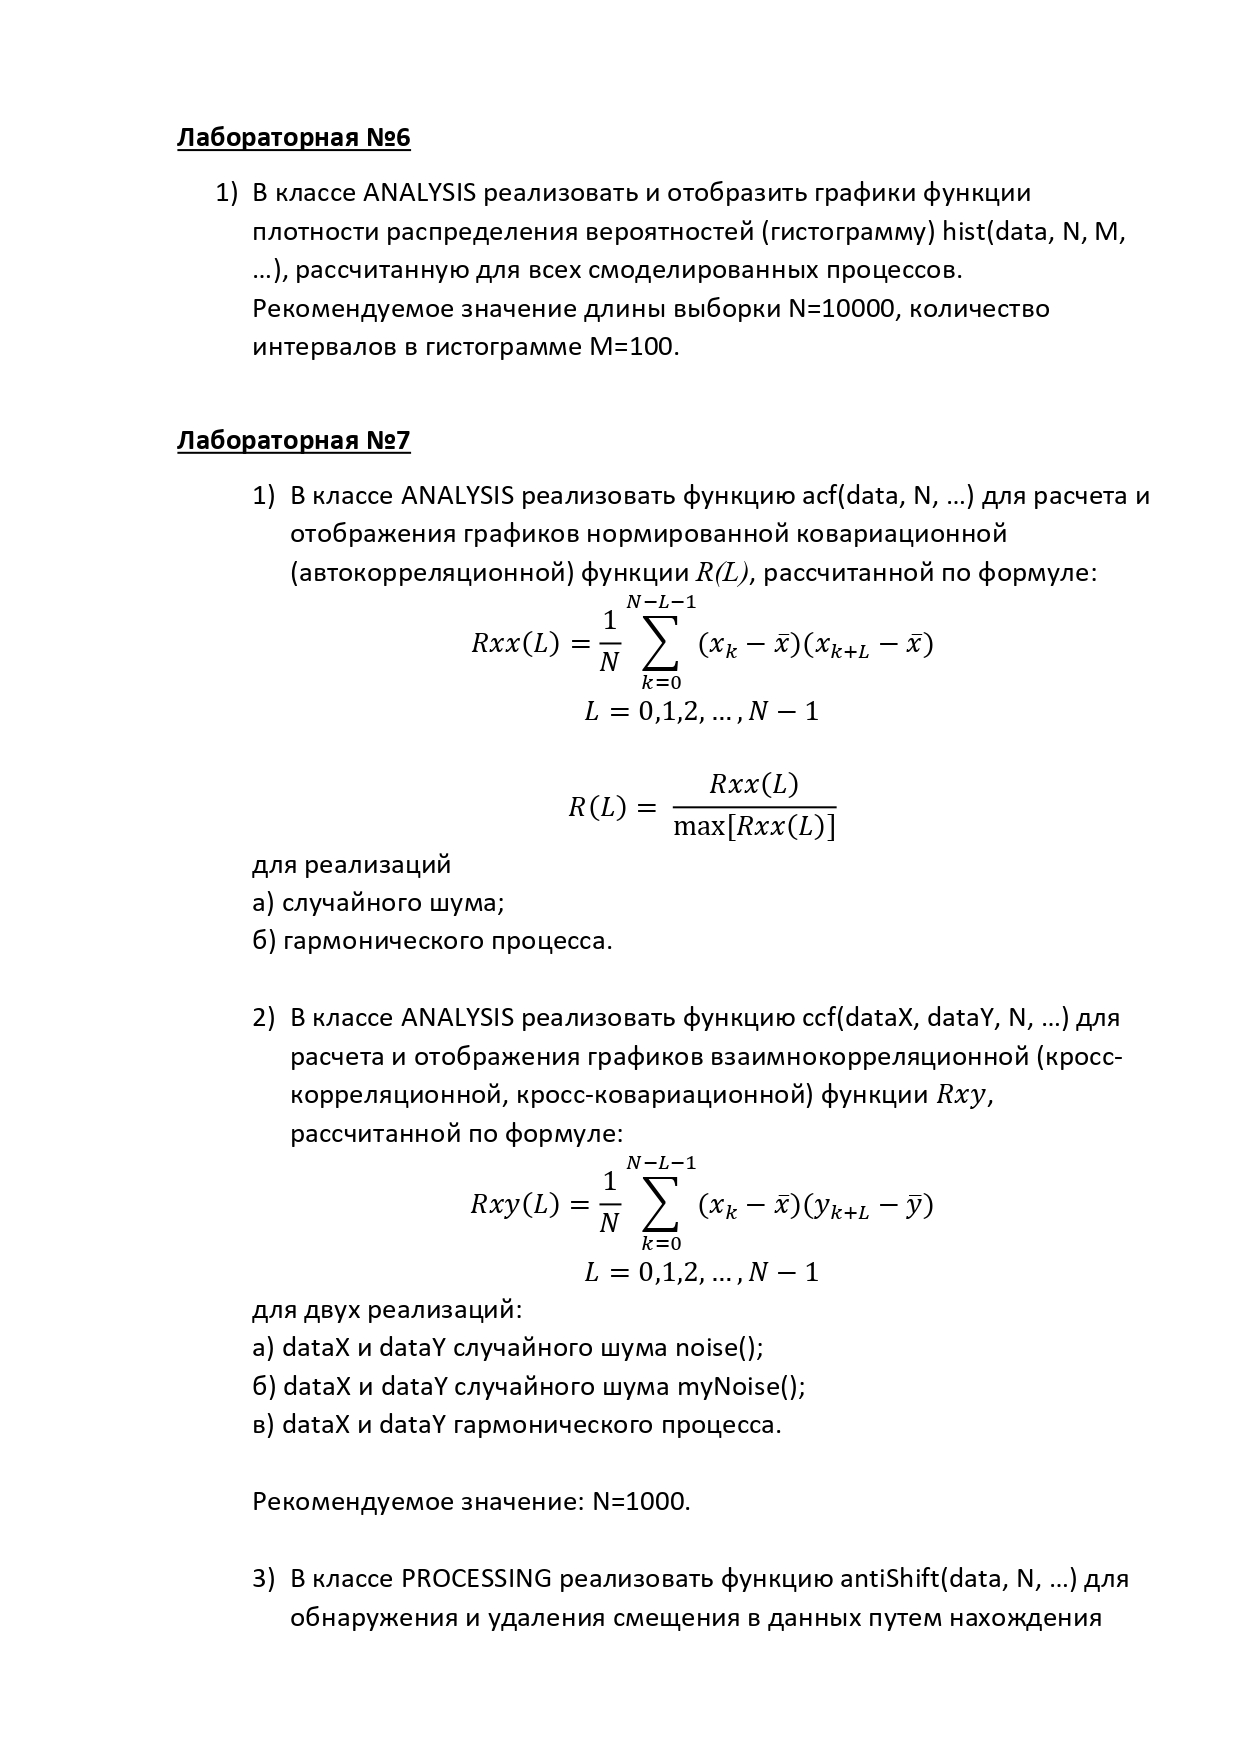 Лабораторная №6
1) В классе ANALYSIS реализовать и отобразить графики функции
плотности распределения вероятностей (гистограмму) hist(data, N, M,
…), рассчитанную для всех смоделированных процессов.
Рекомендуемое значение длины выборки N=10000, количество
интервалов в гистограмме M=100.
Лабораторная №7
1) В классе ANALYSIS реализовать функцию acf(data, N, …) для расчета и
отображения графиков нормированной ковариационной
(автокорреляционной) функции R(L), рассчитанной по формуле:
Rxx(L) = \frac{1}{N} \sum_{k=0}^{N-L-1} (x_k − x̄)(x_{k+L} − x̄)
L = 0,1,2, … , N − 1
R(L) = \frac{Rxx(L)}{max[Rxx(L)]}
для реализаций
а) случайного шума;
б) гармонического процесса.
2) В классе ANALYSIS реализовать функцию ccf(dataX, dataY, N, …) для
расчета и отображения графиков взаимнокорреляционной (кросс-
корреляционной, кросс-ковариационной) функции Rxy,
рассчитанной по формуле:
Rxy(L) = \frac{1}{N} \sum_{k=0}^{N-L-1} (x_k − x̄)(y_{k+L} − ȳ)
L = 0,1,2, … , N − 1
для двух реализаций:
а) dataX и dataY случайного шума noise();
б) dataX и dataY случайного шума myNoise();
в) dataX и dataY гармонического процесса.
Рекомендуемое значение: N=1000.
3) В классе PROCESSING реализовать функцию antiShift(data, N, …) для
обнаружения и удаления смещения в данных путем нахождения